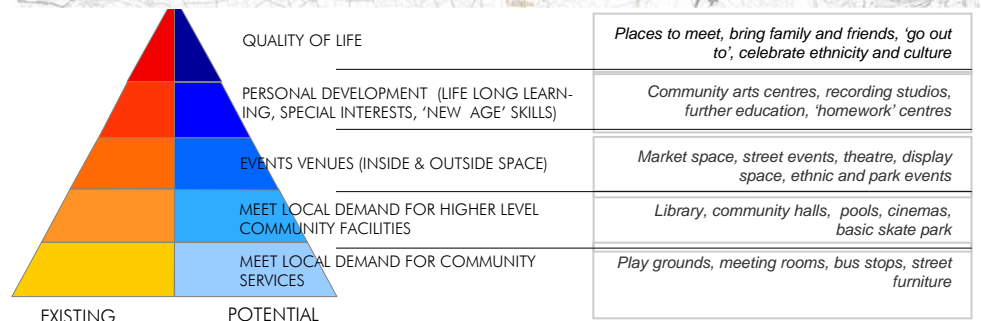 QUALITY OF LIFE
Places to meet, bring family and friends, ‘go out
to’, celebrate ethnicity and culture
PERSONAL DEVELOPMENT (LIFE LONG LEARN-
ING, SPECIAL INTERESTS, ‘NEW AGE’ SKILLS)
Community arts centres, recording studios,
further education, ‘homework’ centres
EVENTS VENUES (INSIDE & OUTSIDE SPACE)
Market space, street events, theatre, display
space, ethnic and park events
MEET LOCAL DEMAND FOR HIGHER LEVEL
COMMUNITY FACILITIES
Library, community halls, pools, cinemas,
basic skate park
MEET LOCAL DEMAND FOR COMMUNITY
SERVICES
Play grounds, meeting rooms, bus stops, street
furniture
EXISTING
POTENTIAL